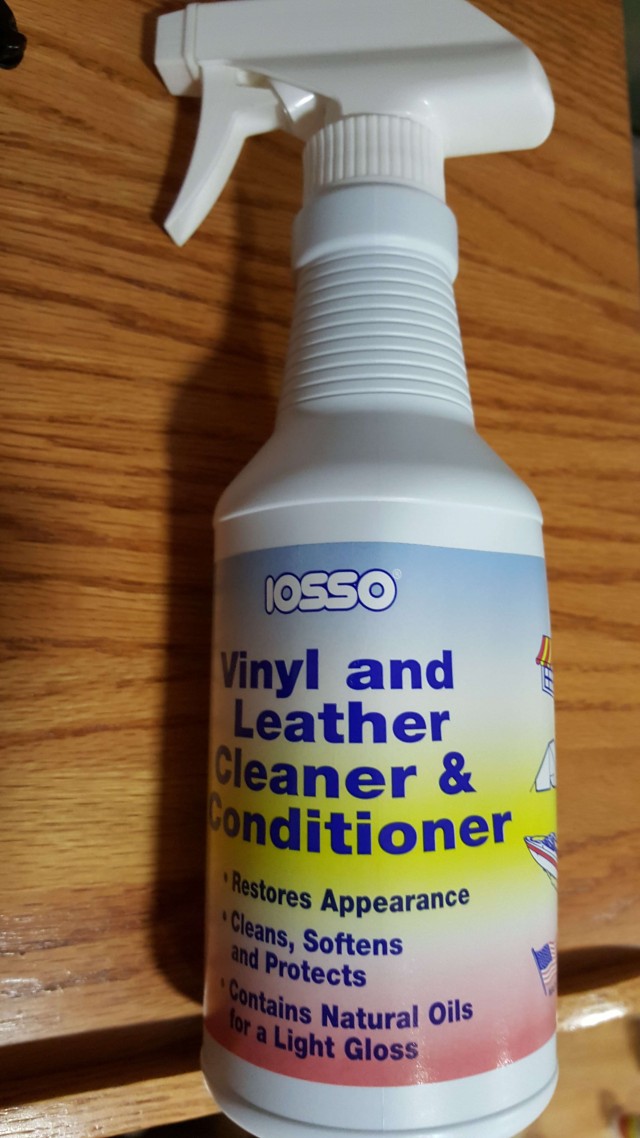 IOSSO®
Vinyl and
Leather
Cleaner &
Conditioner
• Restores Appearance
• Cleans, Softens
and Protects
• Contains Natural Oils
for a Light Gloss